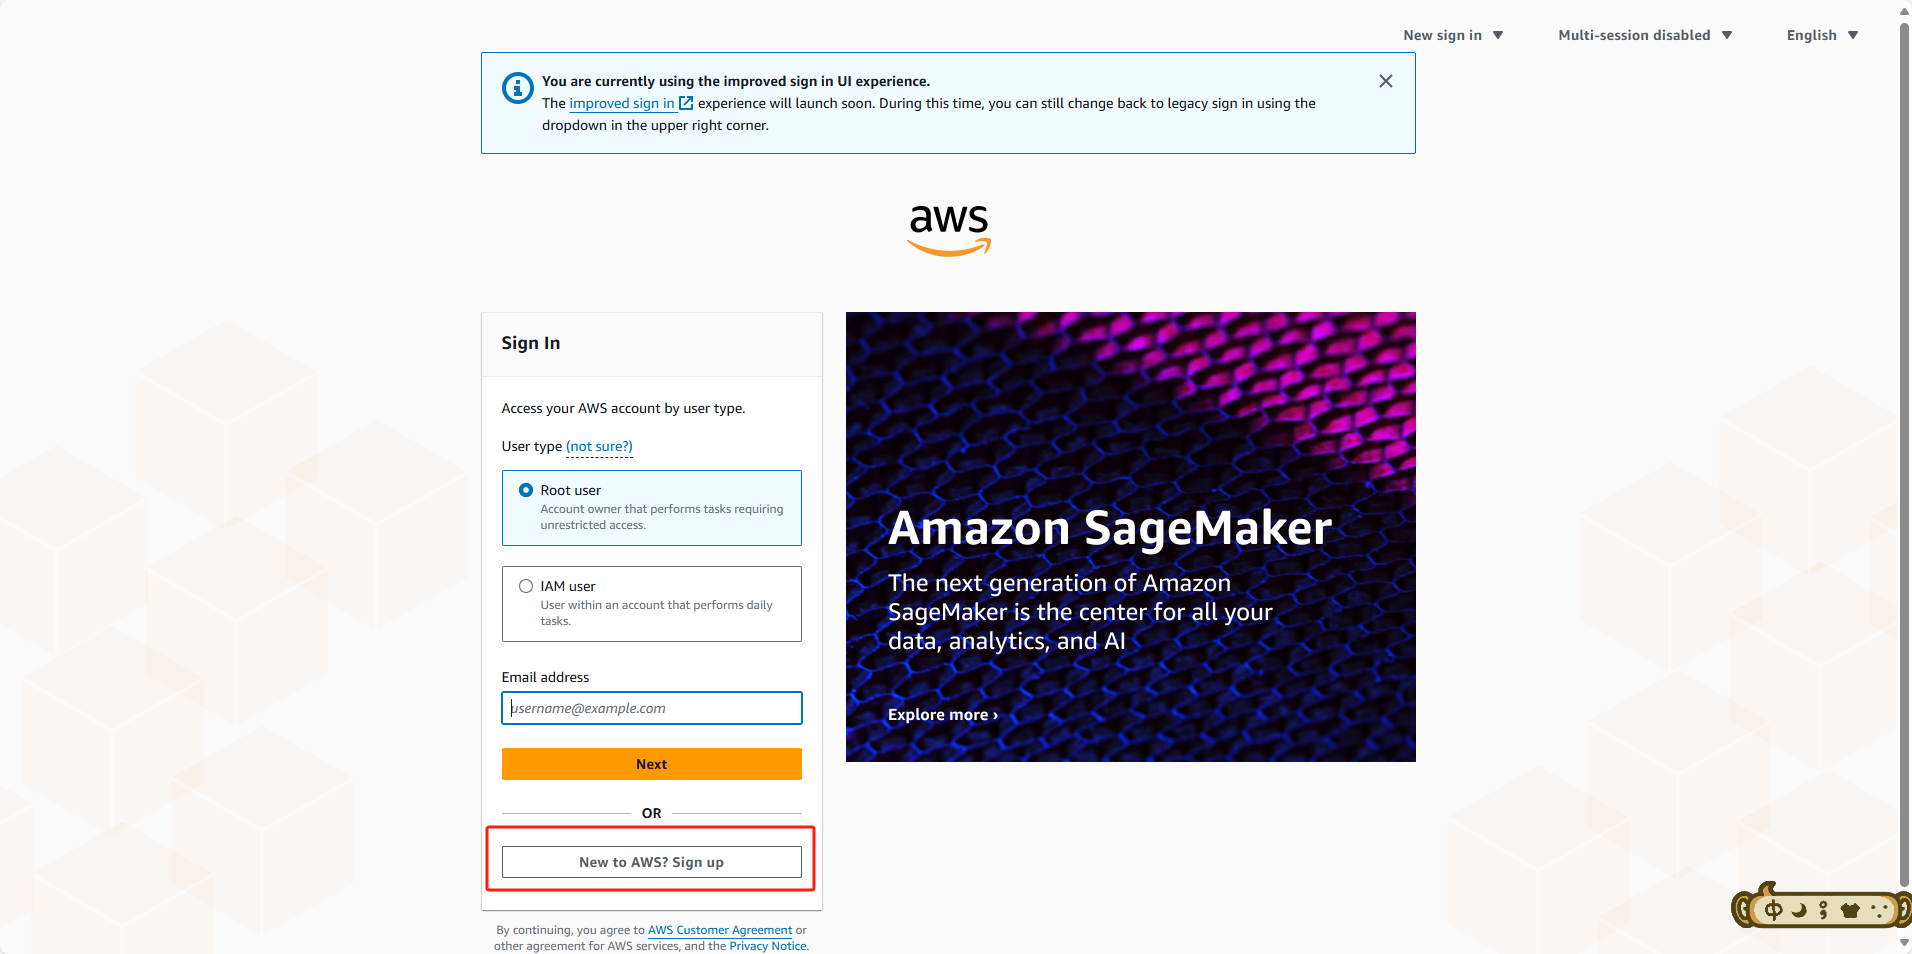 New sign in
Multi-session disabled
English
You are currently using the improved sign in UI experience.
The improved sign in experience will launch soon. During this time, you can still change back to legacy sign in using the
dropdown in the upper right corner.
aws
Sign In
Access your AWS account by user type.
User type (not sure?)
Root user
Account owner that performs tasks requiring
unrestricted access.
IAM user
User within an account that performs daily
tasks.
Email address
username@example.com
Next
OR
New to AWS? Sign up
By continuing, you agree to AWS Customer Agreement or
other agreement for AWS services, and the Privacy Notice.
Amazon SageMaker
The next generation of Amazon
SageMaker is the center for all your
data, analytics, and AI
Explore more ›
中